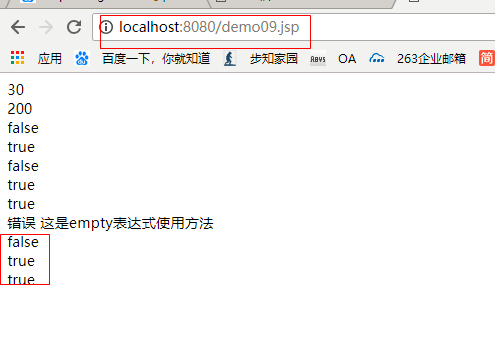 localhost:8080/demo09.jsp
应用 百度一下，你就知道 步知家园 RBVS OA 263企业邮箱 简
30
200
false
true
false
true
true
错误 这是empty表达式使用方法
false
true
true